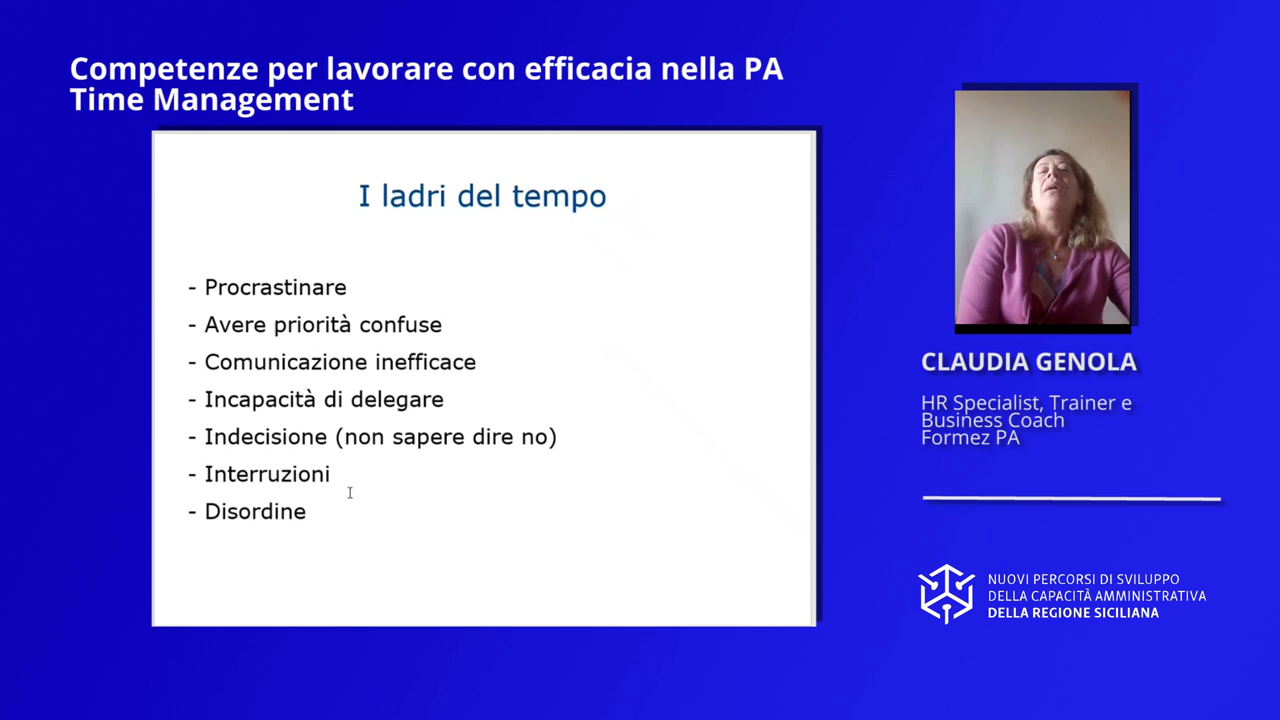 Competenze per lavorare con efficacia nella PA
Time Management
I ladri del tempo
- Procrastinare
- Avere priorità confuse
- Comunicazione inefficace
- Incapacità di delegare
- Indecisione (non sapere dire no)
- Interruzioni
- Disordine
CLAUDIA GENOLA
HR Specialist, Trainer e
Business Coach
Formez PA
NUOVI PERCORSI DI SVILUPPO
DELLA CAPACITÀ AMMINISTRATIVA
DELLA REGIONE SICILIANA